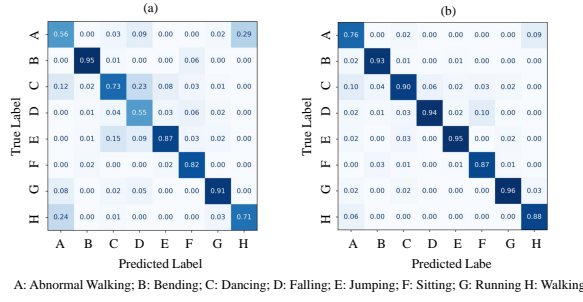 (a)
True Label
A 0.56 0.00 0.03 0.09 0.00 0.00 0.02 0.29
B 0.00 0.95 0.00 0.00 0.00 0.06 0.00 0.00
C 0.12 0.02 0.73 0.23 0.08 0.03 0.01 0.00
D 0.00 0.01 0.04 0.55 0.03 0.06 0.02 0.00
E 0.00 0.01 0.15 0.09 0.87 0.03 0.02 0.00
F 0.00 0.02 0.00 0.00 0.02 0.82 0.00 0.00
G 0.08 0.00 0.02 0.05 0.00 0.00 0.91 0.00
H 0.24 0.00 0.01 0.00 0.00 0.00 0.03 0.71
A B C D E F G H
Predicted Label
(b)
True Label
A 0.76 0.00 0.02 0.00 0.00 0.00 0.00 0.09
B 0.02 0.93 0.01 0.00 0.00 0.01 0.00 0.00
C 0.10 0.04 0.90 0.06 0.02 0.03 0.02 0.00
D 0.02 0.01 0.03 0.94 0.02 0.10 0.00 0.00
E 0.02 0.01 0.03 0.00 0.95 0.01 0.01 0.00
F 0.00 0.03 0.01 0.00 0.01 0.87 0.01 0.00
G 0.02 0.00 0.02 0.00 0.01 0.00 0.96 0.03
H 0.06 0.00 0.01 0.00 0.00 0.00 0.00 0.88
A B C D E F G H
Predicted Labe
A: Abnormal Walking; B: Bending; C: Dancing; D: Falling; E: Jumping; F: Sitting; G: Running H: Walking